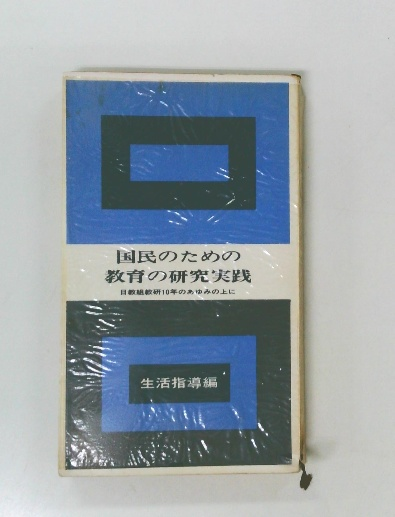 国民のための
教育の研究実践
日教組教研10年のあゆみの上に
生活指導編